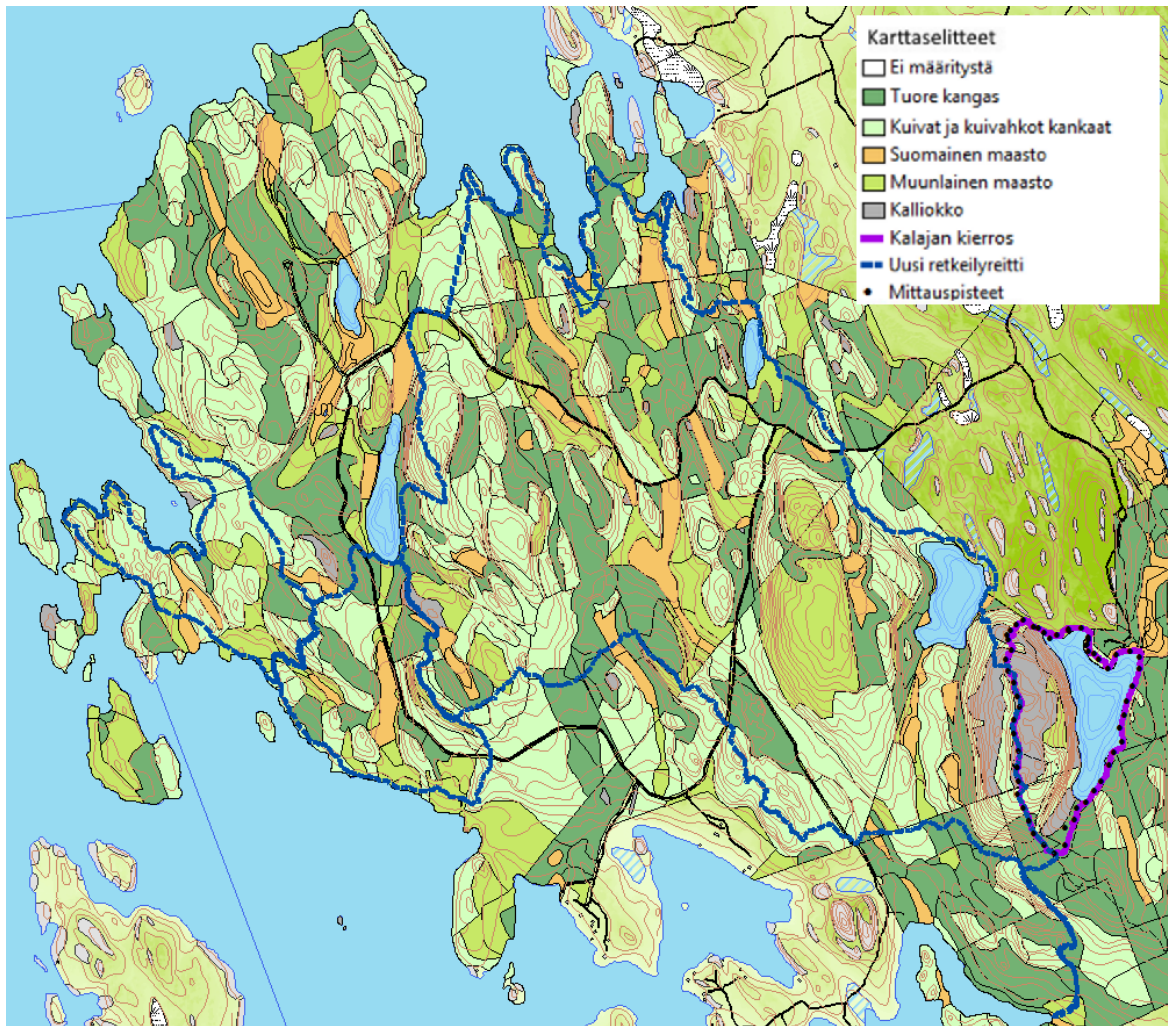 Karttaselitteet
Ei määritystä
Tuore kangas
Kuivat ja kuivahkot kankaat
Suomainen maasto
Muunlainen maasto
Kalliokko
Kalajan kierros
Uusi retkeilyreitti
Mittauspisteet